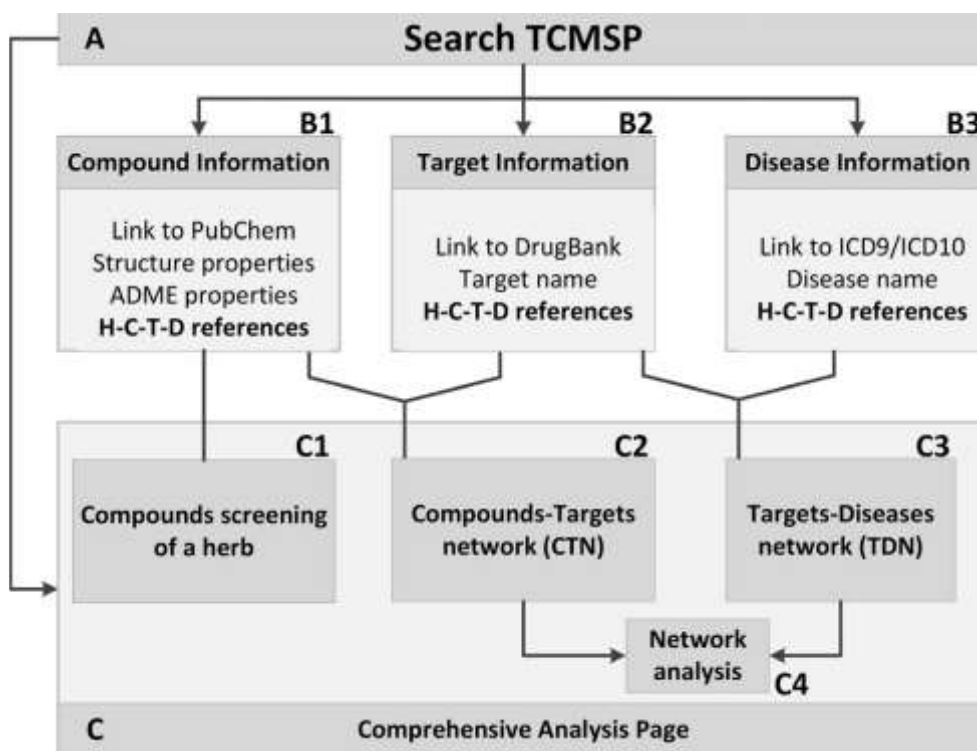 A
Search TCMSP
B1
B2
B3
Compound Information
Target Information
Disease Information
Link to PubChem
Structure properties
ADME properties
H-C-T-D references
Link to DrugBank
Target name
H-C-T-D references
Link to ICD9/ICD10
Disease name
H-C-T-D references
C1
C2
C3
Compounds screening
of a herb
Compounds-Targets
network (CTN)
Targets-Diseases
network (TDN)
Network
analysis
C4
C
Comprehensive Analysis Page